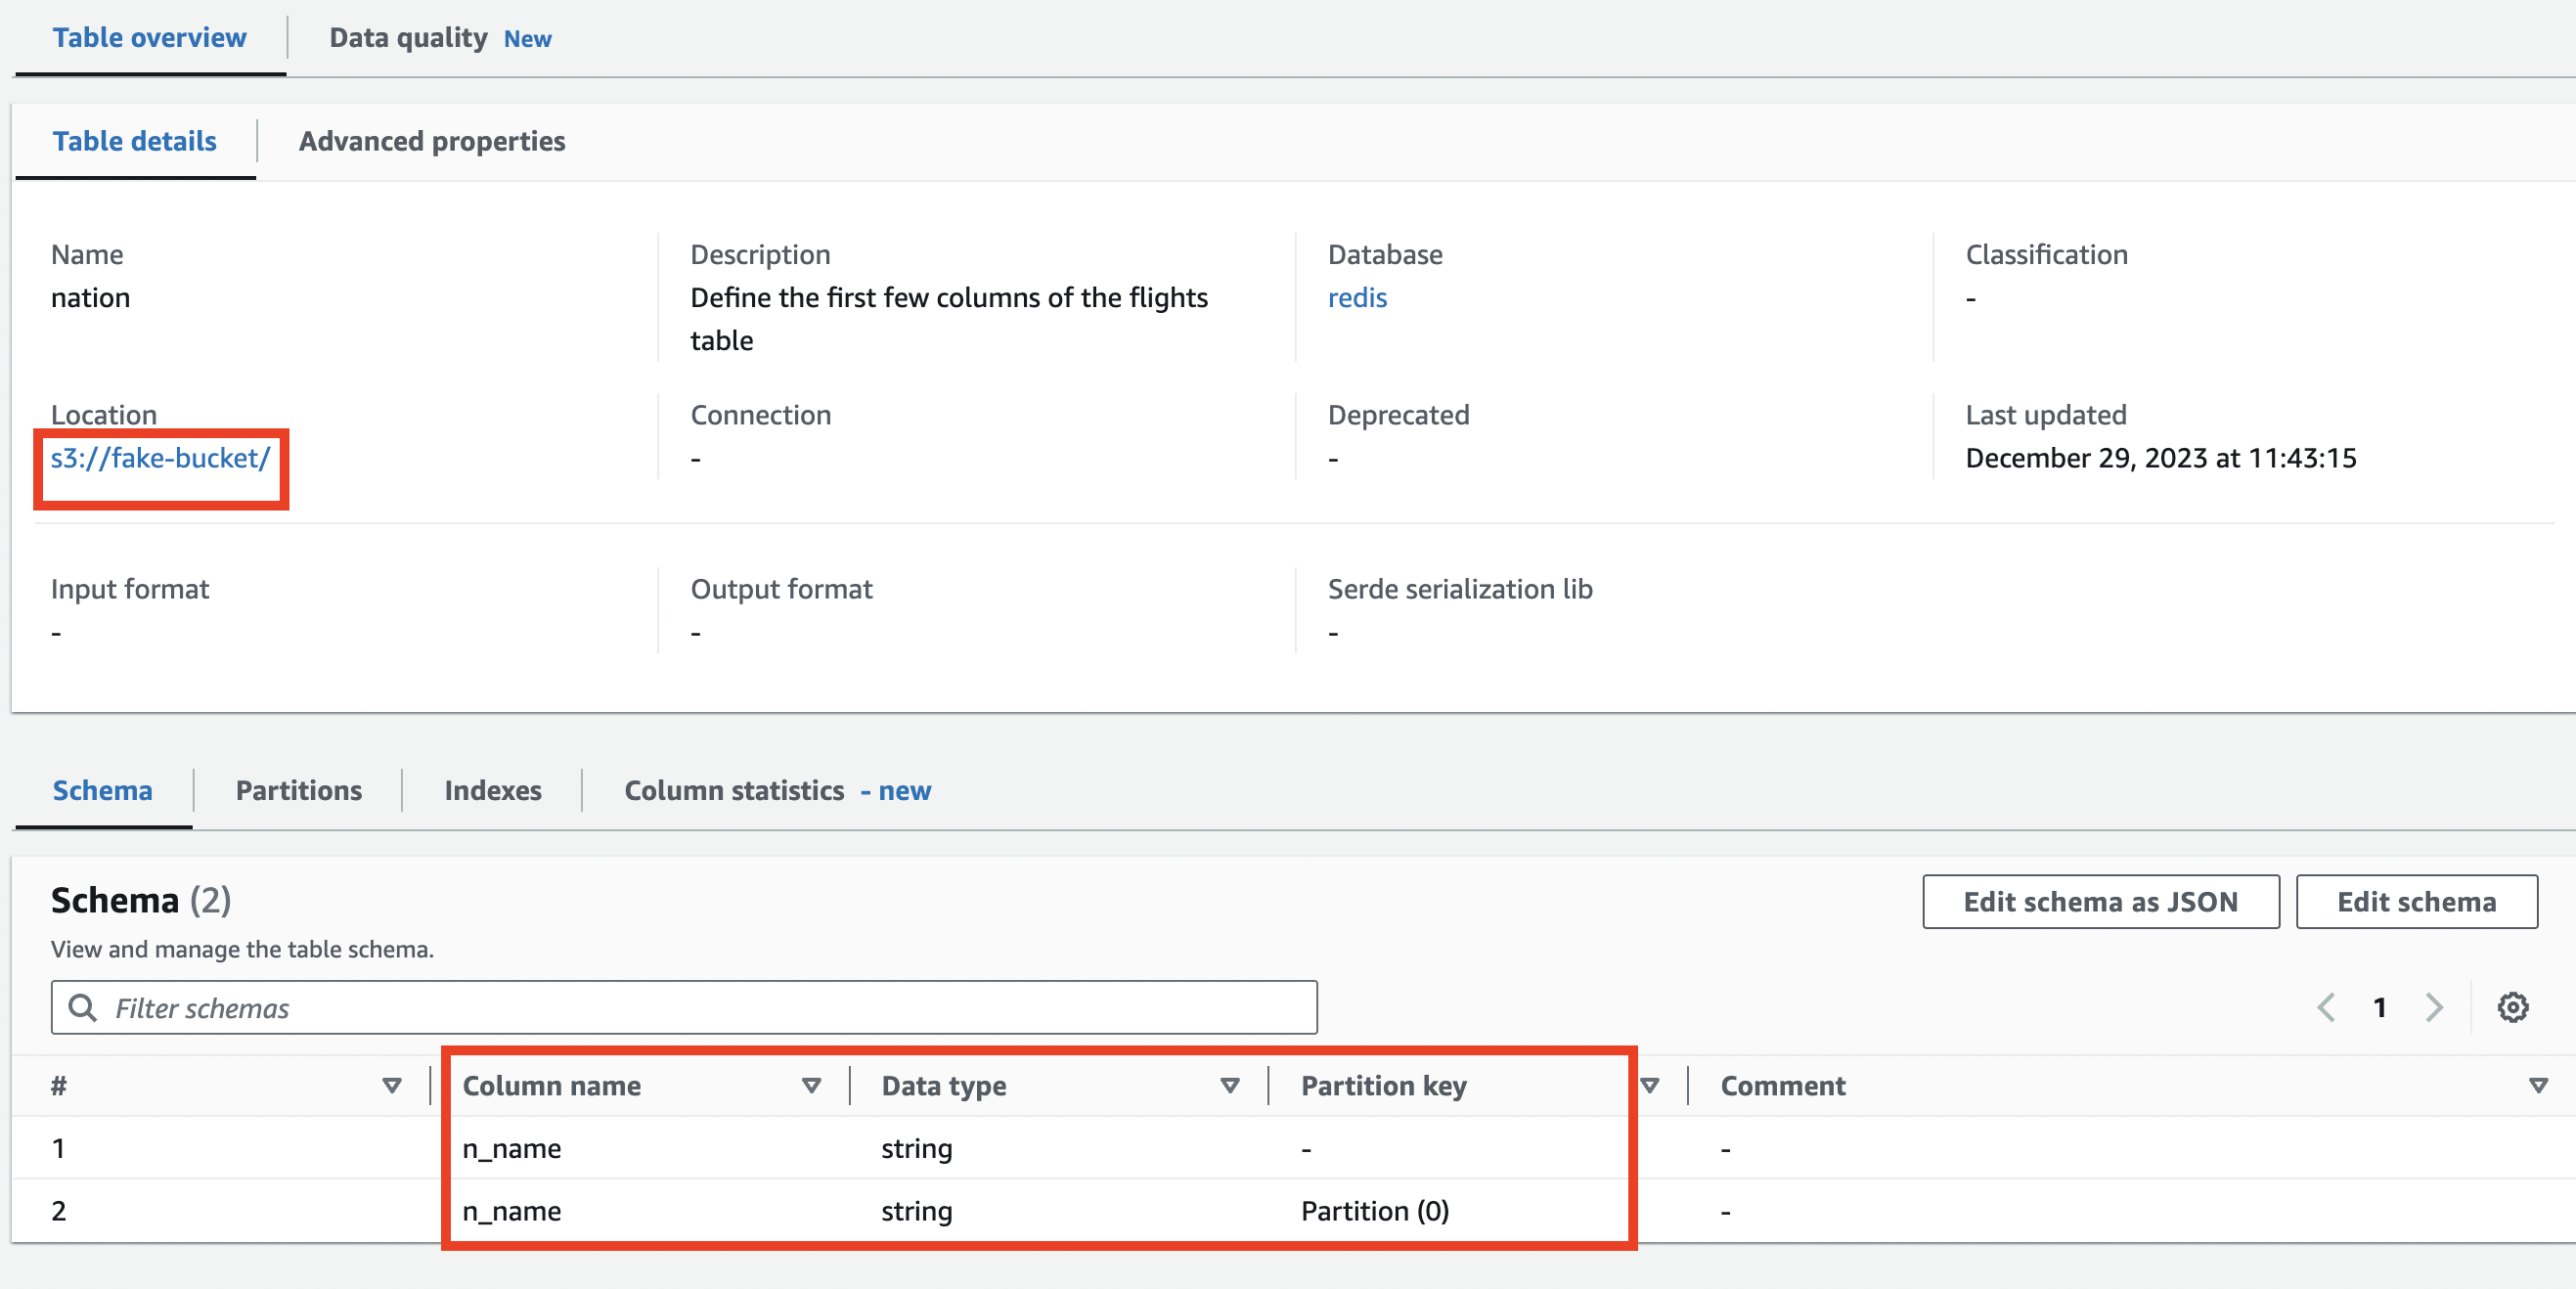 Table overview
Data quality New
Table details
Advanced properties
Name
nation
Description
Define the first few columns of the flights
table
Database
redis
Classification
-
Location
s3://fake-bucket/
Connection
-
Deprecated
-
Last updated
December 29, 2023 at 11:43:15
Input format
-
Output format
-
Serde serialization lib
-
Schema
Partitions
Indexes
Column statistics - new
Schema (2)
View and manage the table schema.
Edit schema as JSON
Edit schema
Filter schemas
1
# Column name Data type Partition key Comment
1 n_name string - -
2 n_name string Partition (0) -